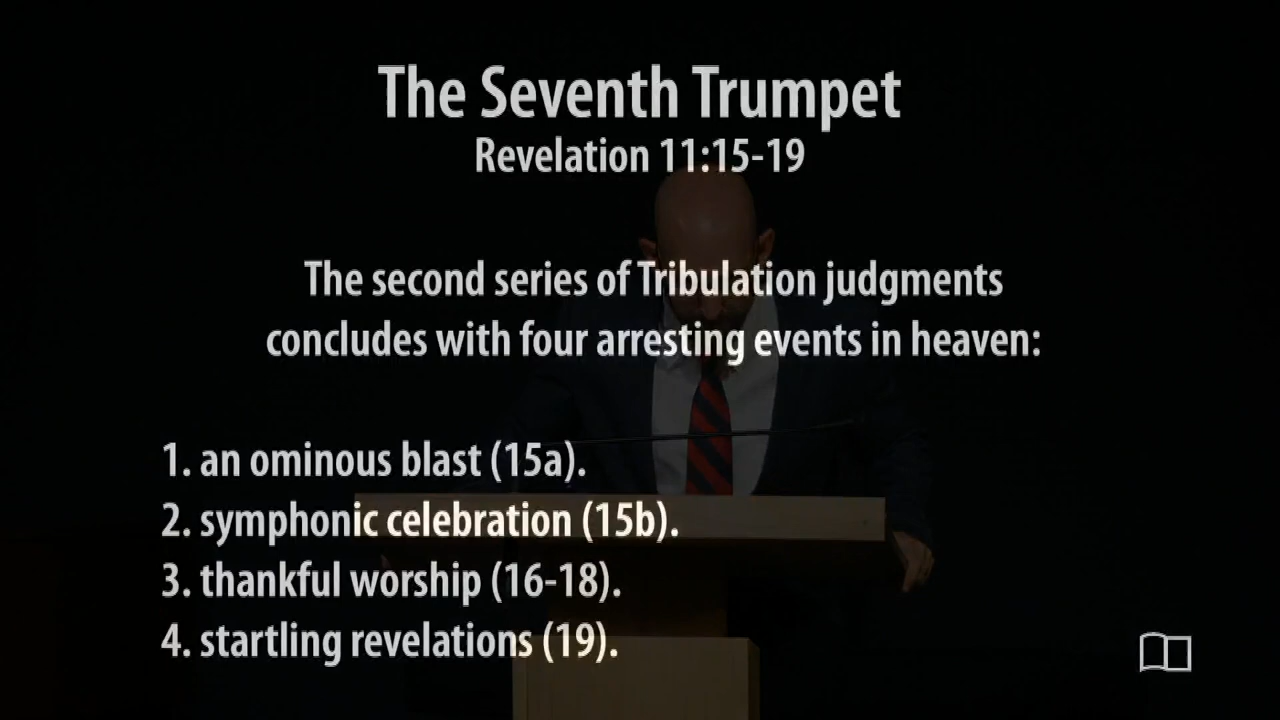 The Seventh Trumpet
Revelation 11:15-19
The second series of Tribulation judgments
concludes with four arresting events in heaven:
1. an ominous blast (15a).
2. symphonic celebration (15b).
3. thankful worship (16-18).
4. startling revelations (19).